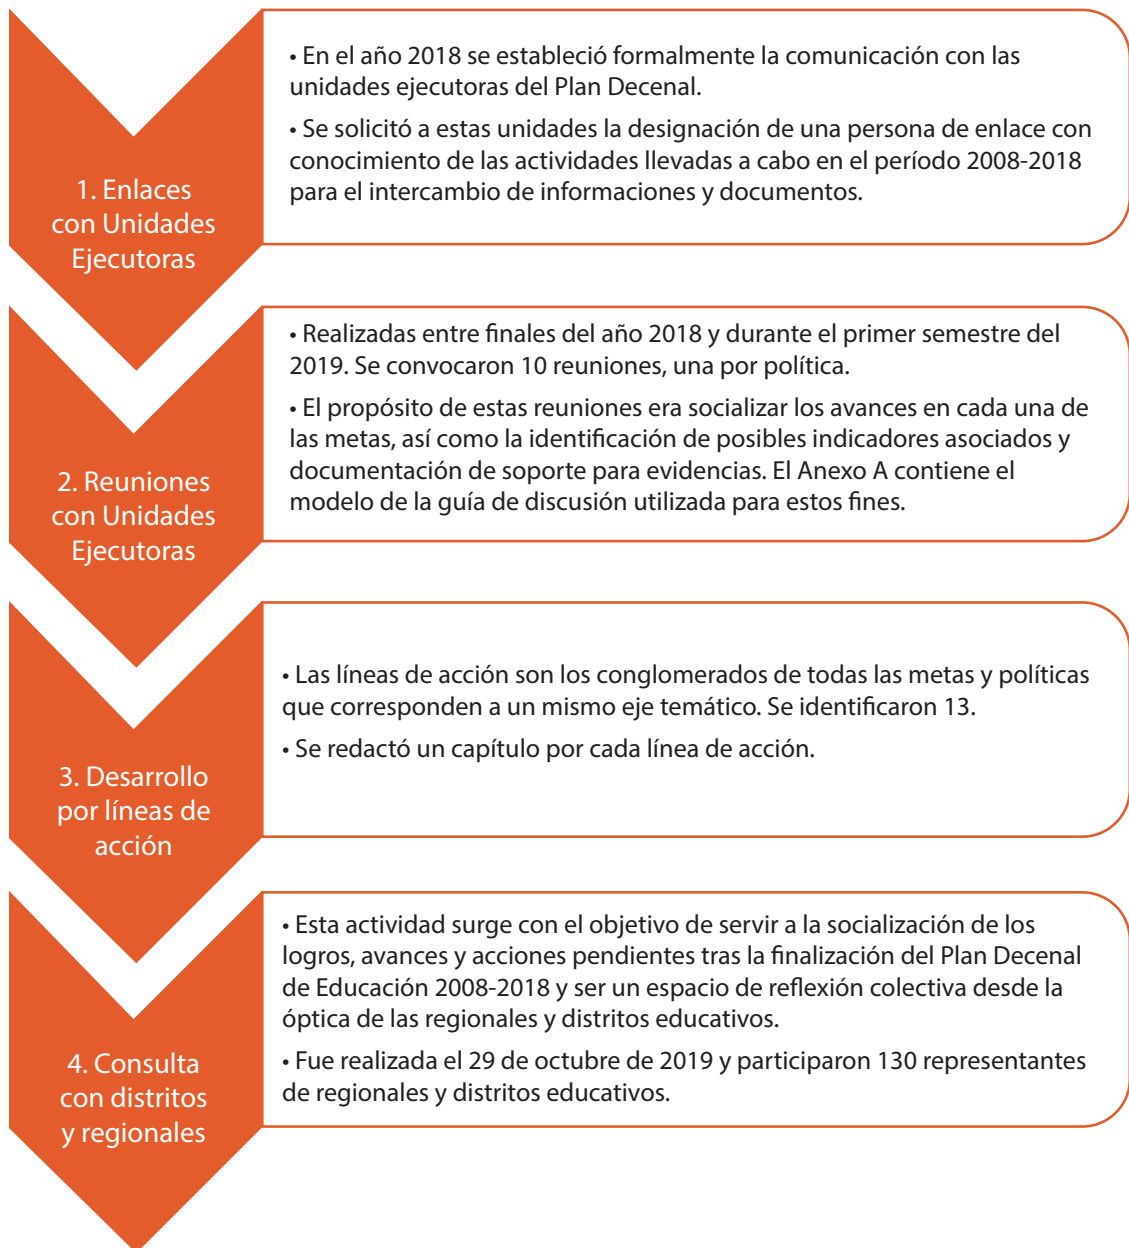 1. Enlaces
con Unidades
Ejecutoras
• En el año 2018 se estableció formalmente la comunicación con las
unidades ejecutoras del Plan Decenal.
• Se solicitó a estas unidades la designación de una persona de enlace con
conocimiento de las actividades llevadas a cabo en el período 2008-2018
para el intercambio de informaciones y documentos.
2. Reuniones
con Unidades
Ejecutoras
• Realizadas entre finales del año 2018 y durante el primer semestre del
2019. Se convocaron 10 reuniones, una por política.
• El propósito de estas reuniones era socializar los avances en cada una de
las metas, así como la identificación de posibles indicadores asociados y
documentación de soporte para evidencias. El Anexo A contiene el
modelo de la guía de discusión utilizada para estos fines.
3. Desarrollo
por líneas de
acción
• Las líneas de acción son los conglomerados de todas las metas y políticas
que corresponden a un mismo eje temático. Se identificaron 13.
• Se redactó un capítulo por cada línea de acción.
4. Consulta
con distritos
y regionales
• Esta actividad surge con el objetivo de servir a la socialización de los
logros, avances y acciones pendientes tras la finalización del Plan Decenal
de Educación 2008-2018 y ser un espacio de reflexión colectiva desde la
óptica de las regionales y distritos educativos.
• Fue realizada el 29 de octubre de 2019 y participaron 130 representantes
de regionales y distritos educativos.